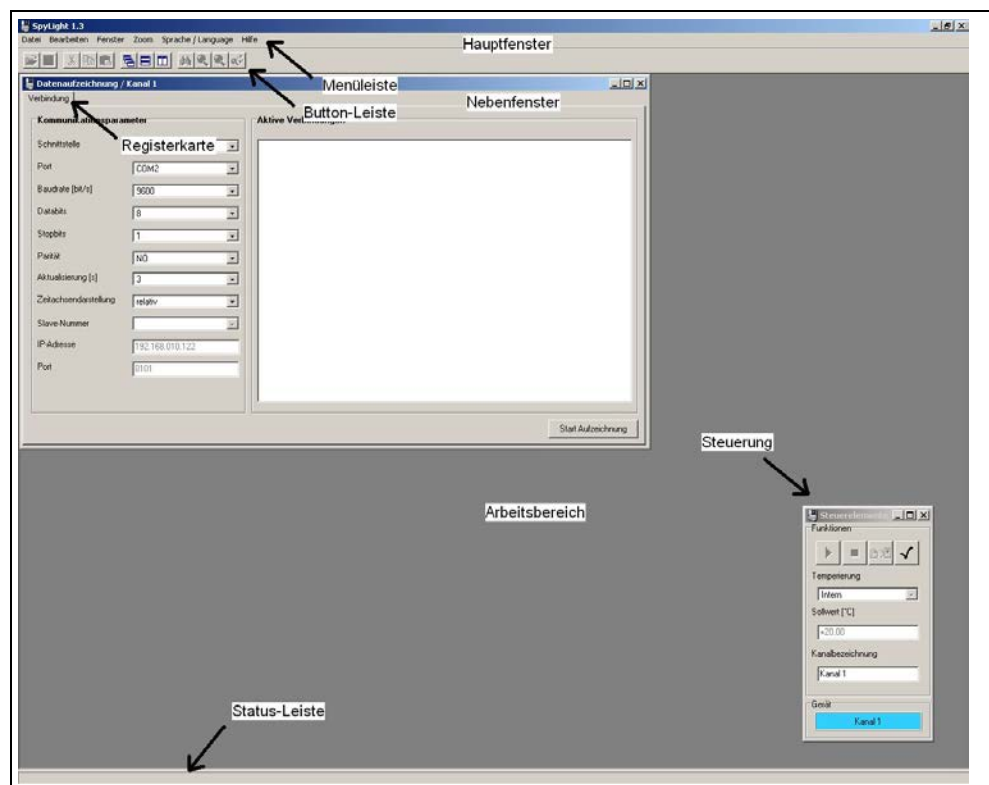 SpyLight 1.3
Datei Bearbeiten Fenster Zoom Sprache / Language Hilfe
Hauptfenster
Datenaufzeichnung / Kanal 1
Menüleiste
Verbindung
Nebenfenster
Button-Leiste
Kommunikationsparameter
Registerkarte
Schnittstelle
Port COM2
Baudrate [bit/s] 9600
Databits 8
Stopbits 1
Parität NO
Aktualisierung [s] 3
Zeitachsendarstellung relativ
Slave-Nummer
IP-Adresse 192.168.010.122
Port 0101
Aktive
Start Aufzeichnung
Steuerung
Arbeitsbereich
Steuerelemente
Funktionen
Temperierung
Intern
Sollwert [°C]
+20.00
Kanalbezeichnung
Kanal 1
Gerät
Kanal 1
Status-Leiste